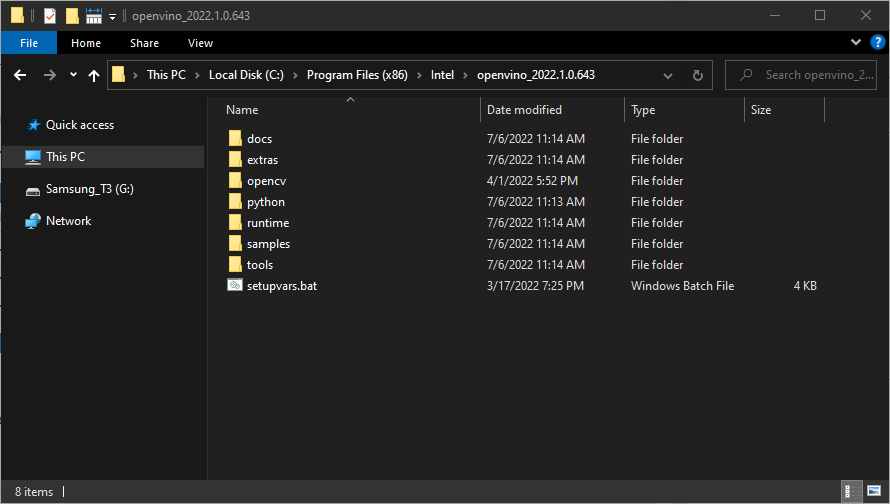 openvino_2022.1.0.643
File Home Share View
This PC Local Disk (C:) Program Files (x86) Intel openvino_2022.1.0.643 Search openvino_2...
Name Date modified Type Size
Quick access
This PC
Samsung_T3 (G:)
Network
docs 7/6/2022 11:14 AM File folder
extras 7/6/2022 11:14 AM File folder
opencv 4/1/2022 5:52 PM File folder
python 7/6/2022 11:13 AM File folder
runtime 7/6/2022 11:14 AM File folder
samples 7/6/2022 11:14 AM File folder
tools 7/6/2022 11:14 AM File folder
setupvars.bat 3/17/2022 7:25 PM Windows Batch File 4 KB
8 items